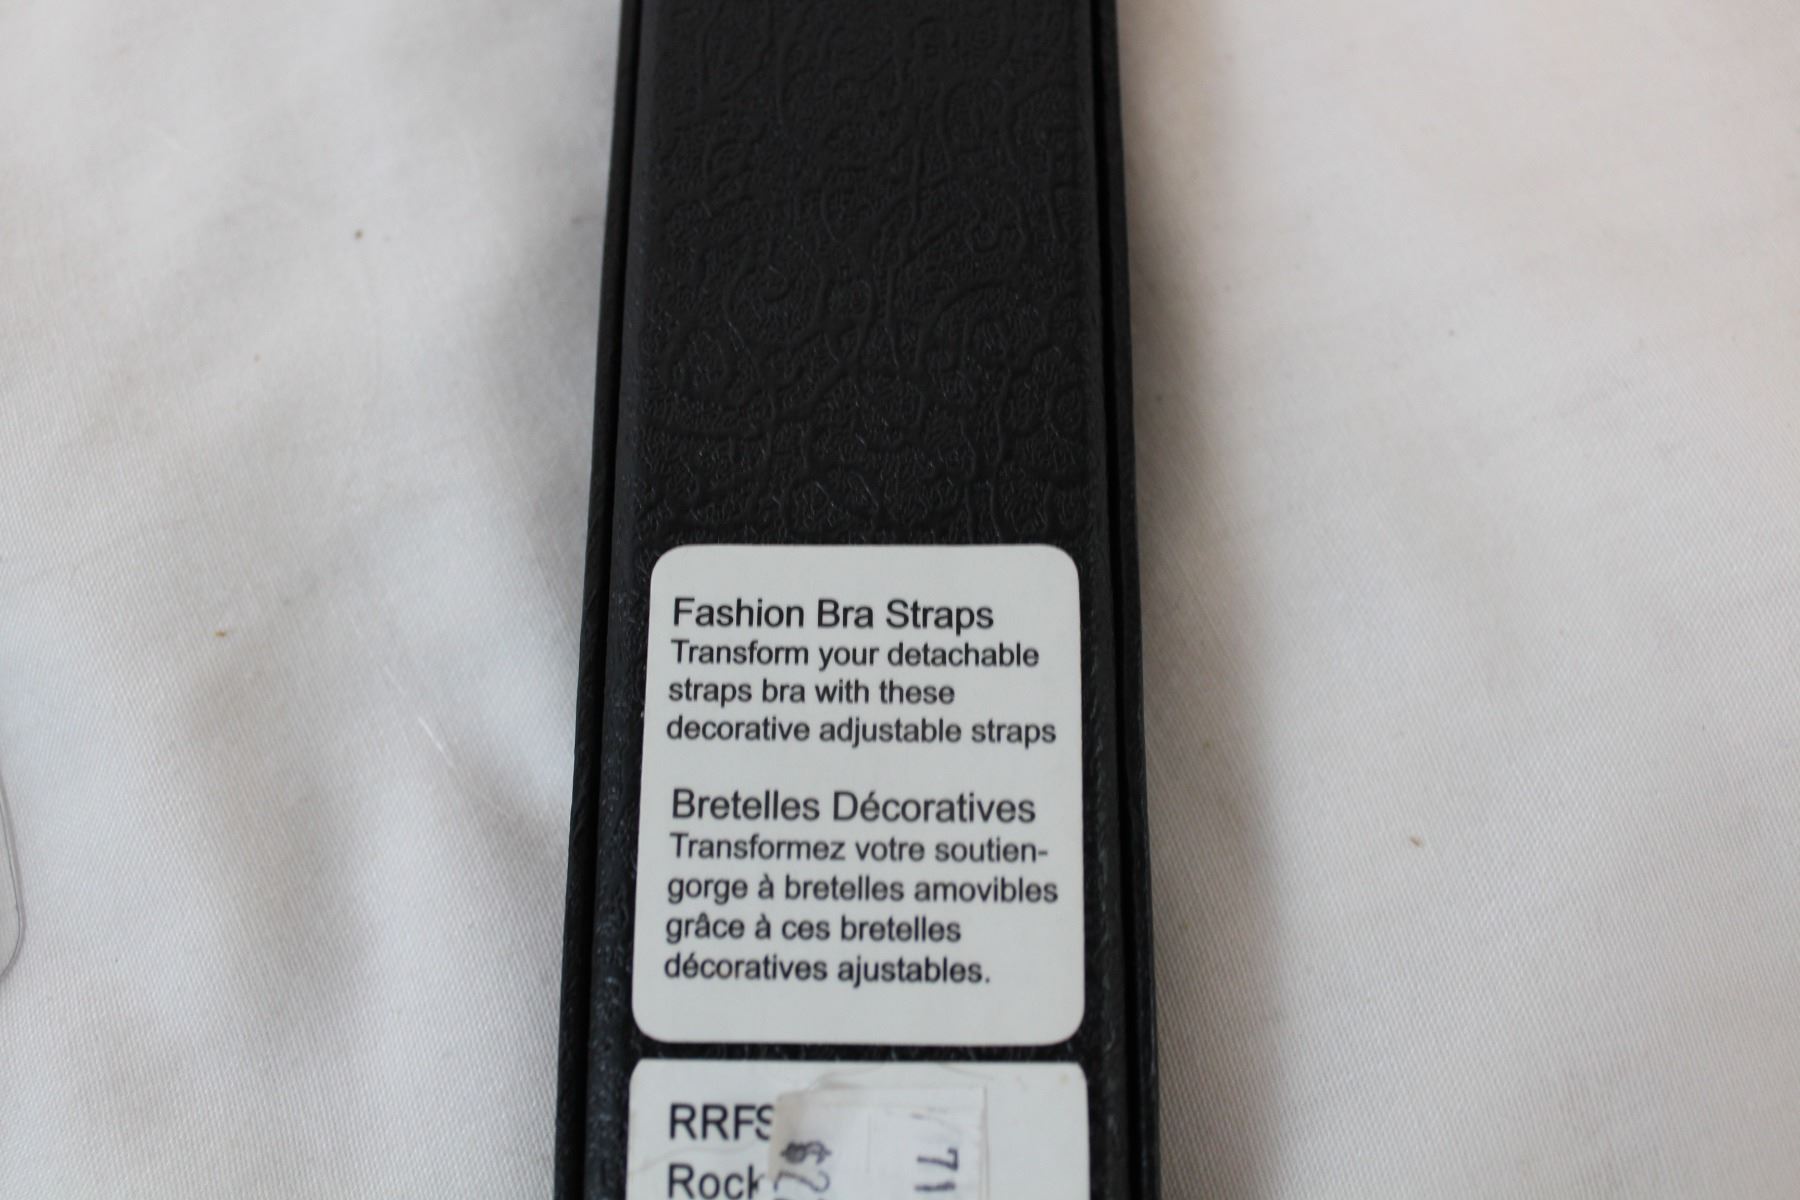 Fashion Bra Straps
Transform your detachable
straps bra with these
decorative adjustable straps
Bretelles Décoratives
Transformez votre soutien-
gorge à bretelles amovibles
grâce à ces bretelles
décoratives ajustables.
RRFS
Rock
71